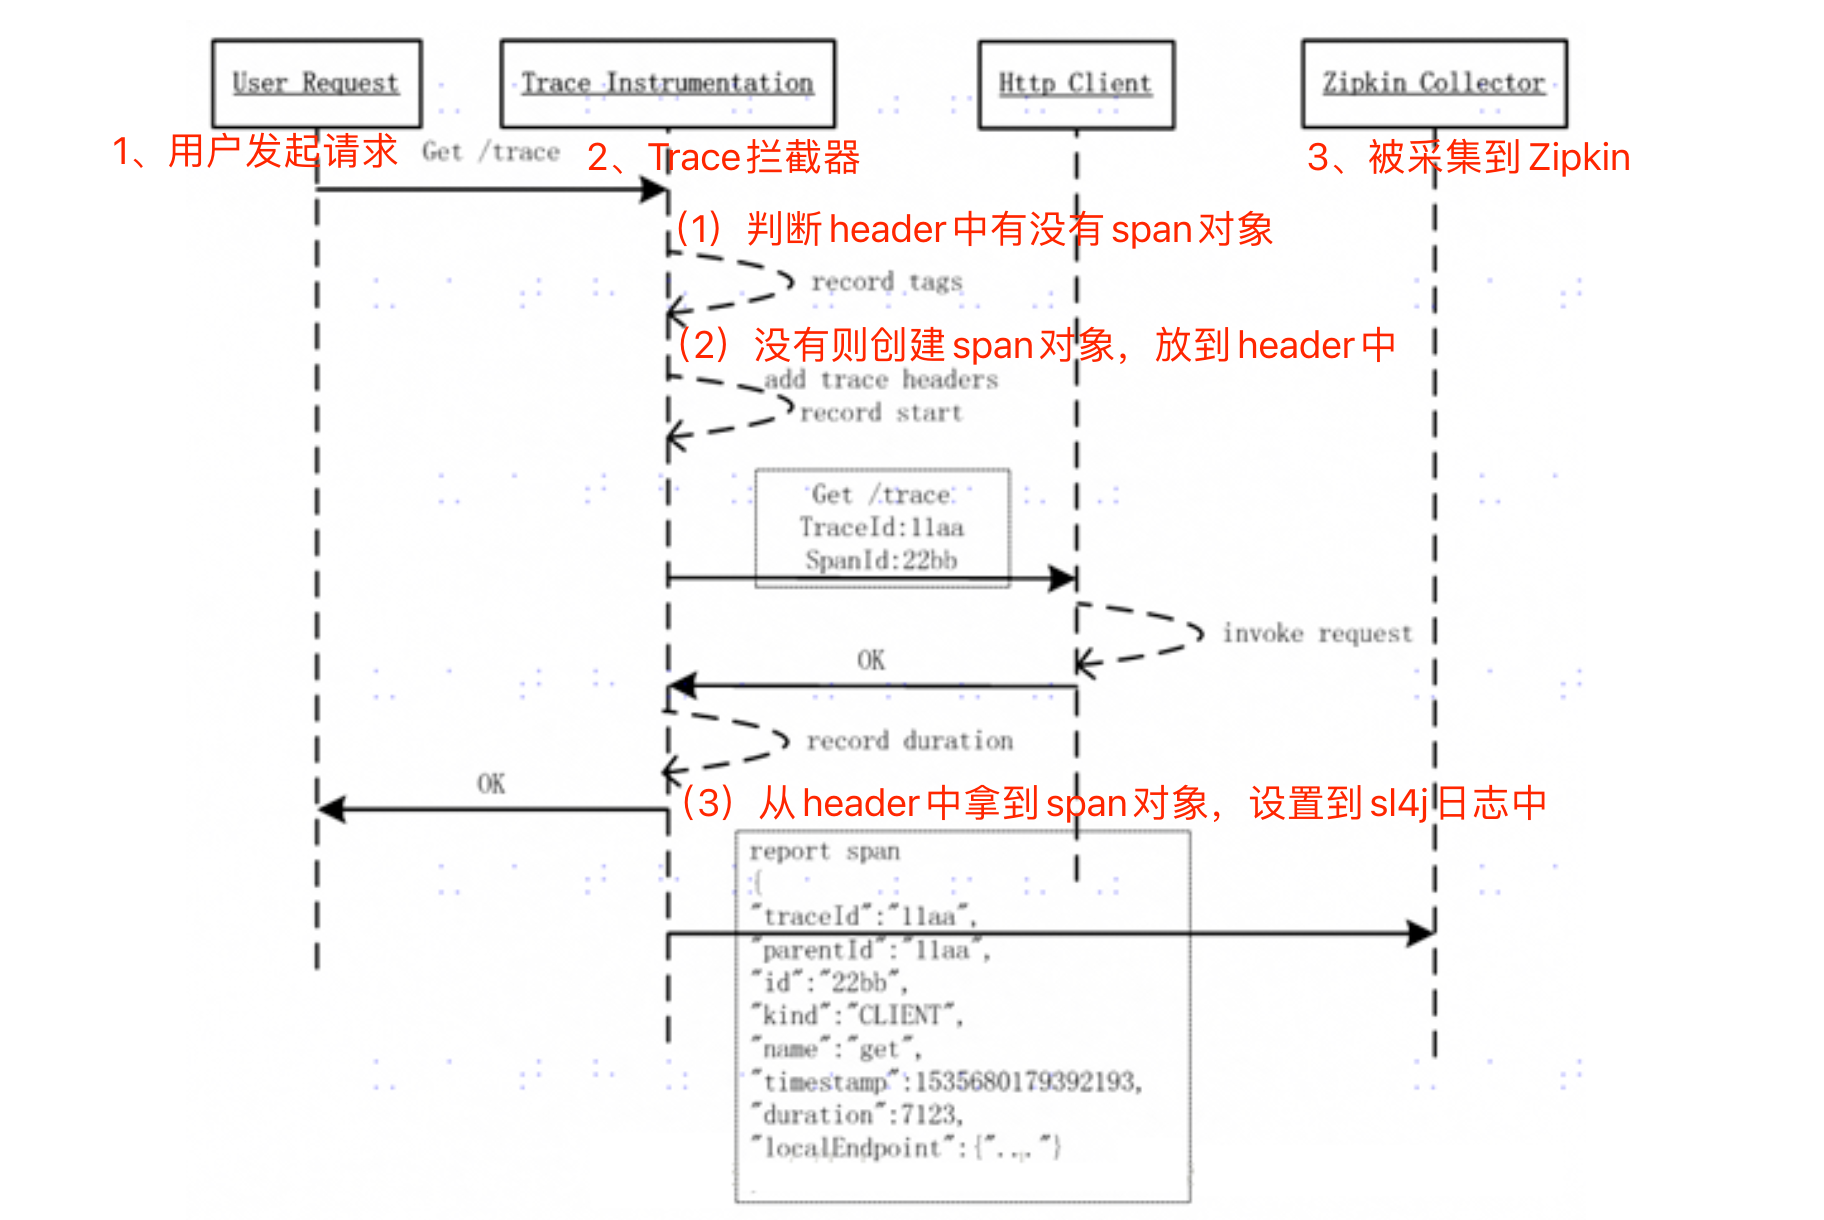 User Request
Trace Instrumentation
Http Client
Zipkin Collector
1、用户发起请求
Get /trace
2、Trace拦截器
3、被采集到Zipkin
（1）判断header中有没有span对象
record tags
（2）没有则创建span对象，放到header中
add trace headers
record start
Get /trace
TraceId:11aa
SpanId:22bb
invoke request
OK
record duration
OK
（3）从header中拿到span对象，设置到sl4j日志中
report span
{
"traceId":"11aa",
"parentId":"11aa",
"id":"22bb",
"kind":"CLIENT",
"name":"get",
"timestamp":1535680179392193,
"duration":7123,
"localEndpoint":{"..."}